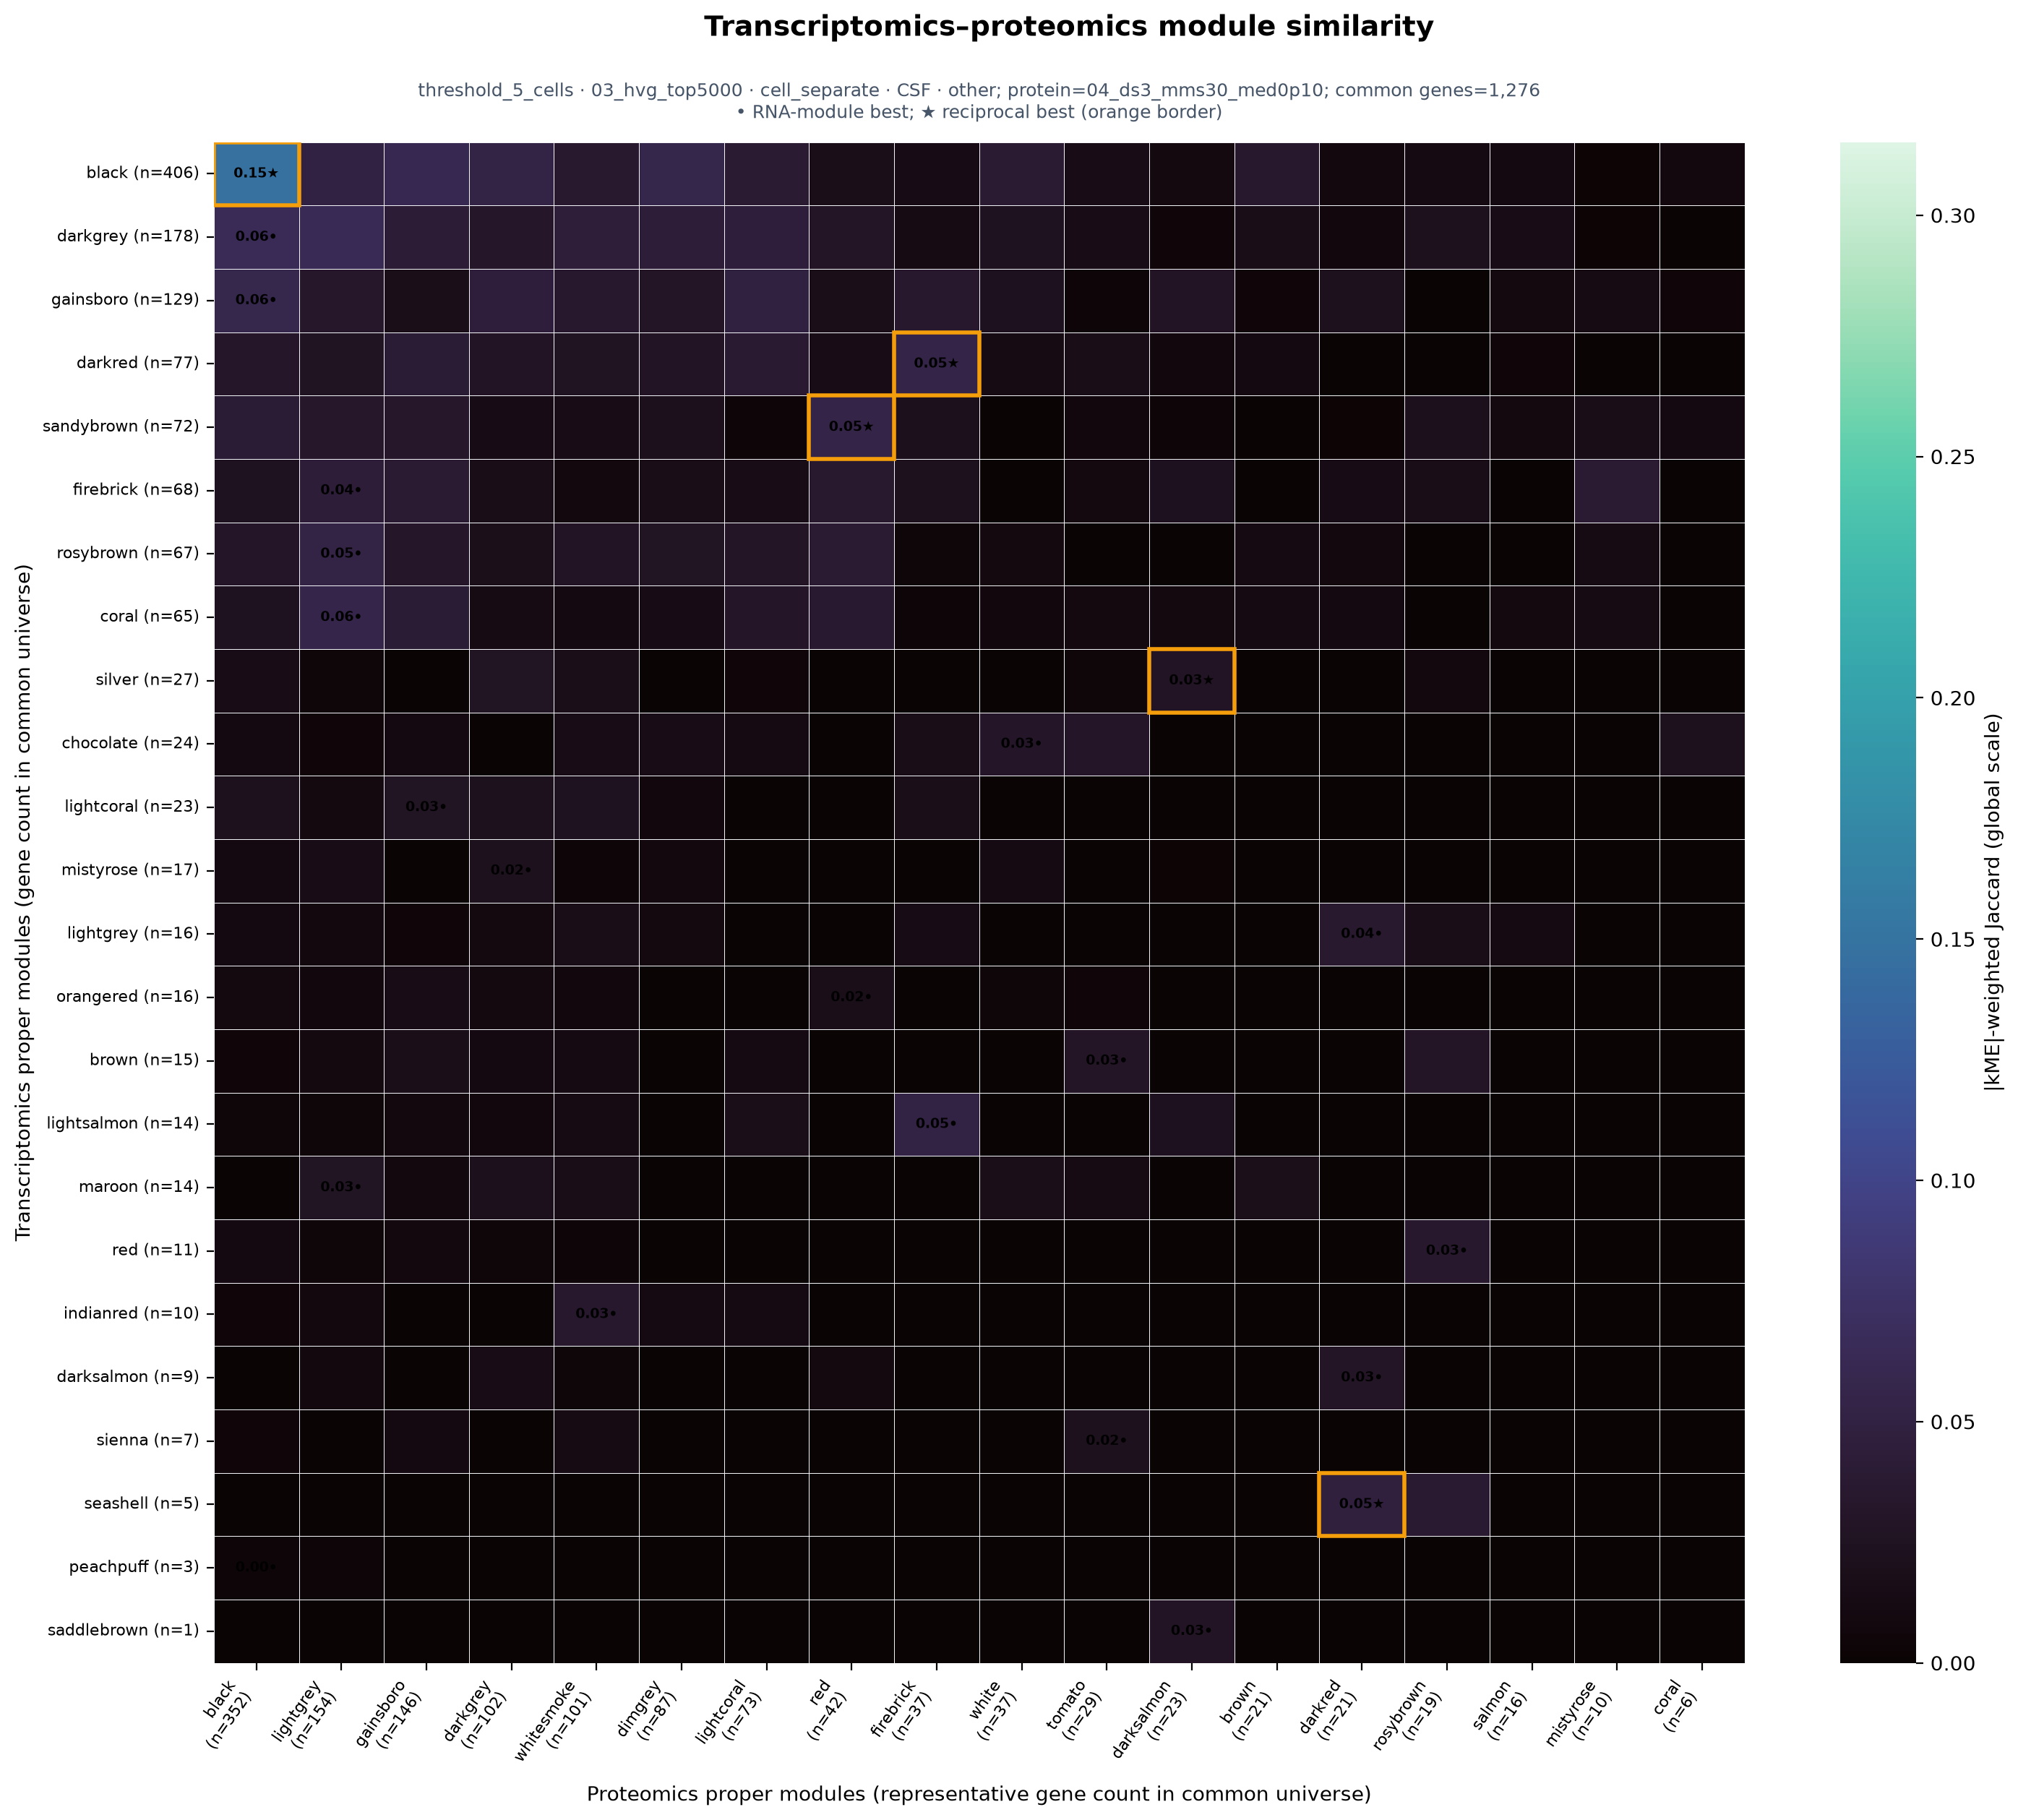 Transcriptomics–proteomics module similarity
threshold_5_cells · 03_hvg_top5000 · cell_separate · CSF · other; protein=04_ds3_mms30_med0p10; common genes=1,276
• RNA-module best; ★ reciprocal best (orange border)
Transcriptomics proper modules (gene count in common universe)
black (n=406) 0.15★
darkgrey (n=178) 0.06•
gainsboro (n=129) 0.06•
darkred (n=77) 0.05★
sandybrown (n=72) 0.05★
firebrick (n=68) 0.04•
rosybrown (n=67) 0.05•
coral (n=65) 0.06•
silver (n=27) 0.03★
chocolate (n=24) 0.03•
lightcoral (n=23) 0.03•
mistyrose (n=17) 0.02•
lightgrey (n=16) 0.04•
orangered (n=16) 0.02•
brown (n=15) 0.03•
lightsalmon (n=14) 0.05•
maroon (n=14) 0.03•
red (n=11) 0.03•
indianred (n=10) 0.03•
darksalmon (n=9) 0.03•
sienna (n=7) 0.02•
seashell (n=5) 0.05★
peachpuff (n=3) 0.00•
saddlebrown (n=1) 0.03•
black
(n=352)
lightgrey
(n=154)
gainsboro
(n=146)
darkgrey
(n=102)
whitesmoke
(n=101)
dimgrey
(n=87)
lightcoral
(n=73)
red
(n=42)
firebrick
(n=37)
white
(n=37)
tomato
(n=29)
darksalmon
(n=23)
brown
(n=21)
darkred
(n=21)
rosybrown
(n=19)
salmon
(n=16)
mistyrose
(n=10)
coral
(n=6)
Proteomics proper modules (representative gene count in common universe)
0.30
0.25
0.20
0.15
0.10
0.05
0.00
|kME|-weighted Jaccard (global scale)